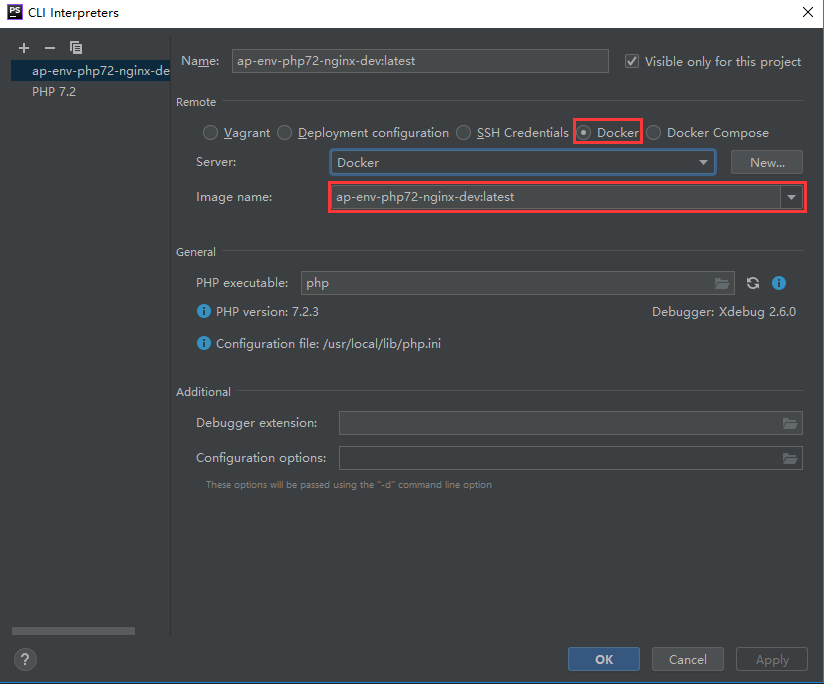 PS CLI Interpreters
ap-env-php72-nginx-de
PHP 7.2
Name: ap-env-php72-nginx-dev:latest Visible only for this project
Remote
Vagrant Deployment configuration SSH Credentials Docker Docker Compose
Server: Docker New...
Image name: ap-env-php72-nginx-dev:latest
General
PHP executable: php
PHP version: 7.2.3 Debugger: Xdebug 2.6.0
Configuration file: /usr/local/lib/php.ini
Additional
Debugger extension:
Configuration options:
These options will be passed using the "-d" command line option
? OK Cancel Apply